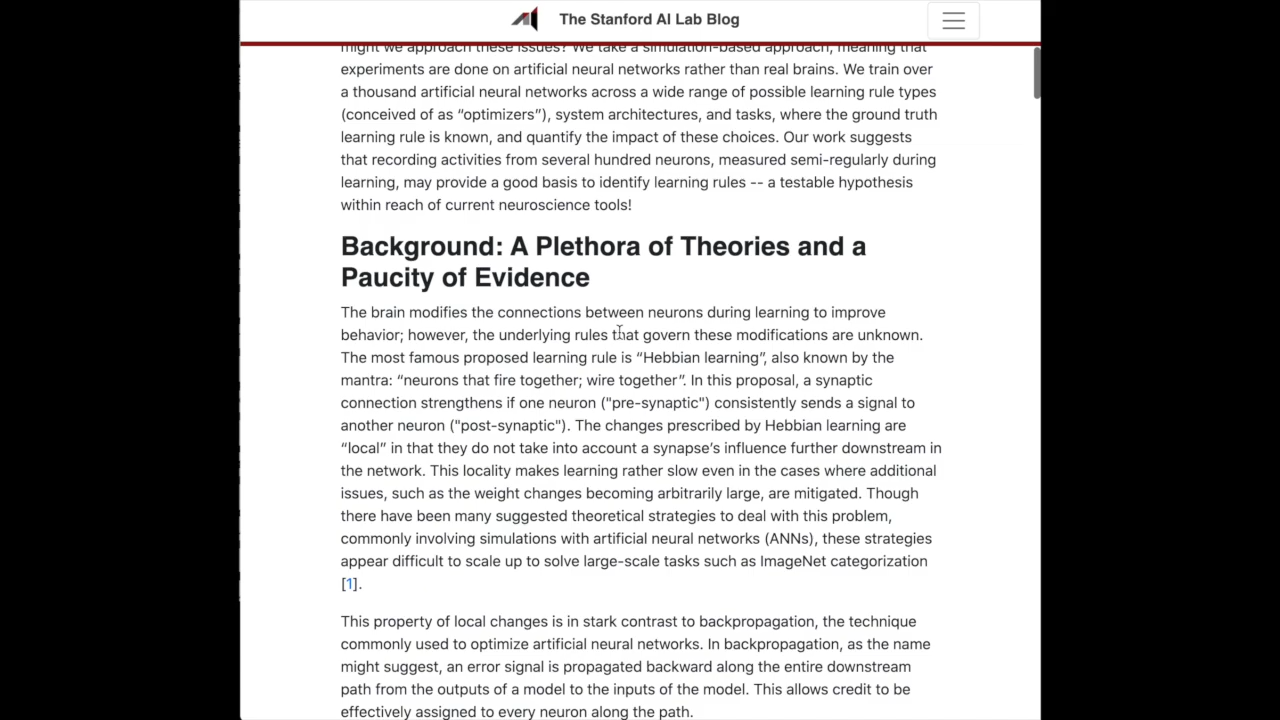 The Stanford AI Lab Blog
might we approach these issues? We take a simulation-based approach, meaning that
experiments are done on artificial neural networks rather than real brains. We train over
a thousand artificial neural networks across a wide range of possible learning rule types
(conceived of as “optimizers”), system architectures, and tasks, where the ground truth
learning rule is known, and quantify the impact of these choices. Our work suggests
that recording activities from several hundred neurons, measured semi-regularly during
learning, may provide a good basis to identify learning rules -- a testable hypothesis
within reach of current neuroscience tools!
Background: A Plethora of Theories and a
Paucity of Evidence
The brain modifies the connections between neurons during learning to improve
behavior; however, the underlying rules that govern these modifications are unknown.
The most famous proposed learning rule is “Hebbian learning”, also known by the
mantra: “neurons that fire together; wire together”. In this proposal, a synaptic
connection strengthens if one neuron ("pre-synaptic") consistently sends a signal to
another neuron ("post-synaptic"). The changes prescribed by Hebbian learning are
“local” in that they do not take into account a synapse’s influence further downstream in
the network. This locality makes learning rather slow even in the cases where additional
issues, such as the weight changes becoming arbitrarily large, are mitigated. Though
there have been many suggested theoretical strategies to deal with this problem,
commonly involving simulations with artificial neural networks (ANNs), these strategies
appear difficult to scale up to solve large-scale tasks such as ImageNet categorization
[1].
This property of local changes is in stark contrast to backpropagation, the technique
commonly used to optimize artificial neural networks. In backpropagation, as the name
might suggest, an error signal is propagated backward along the entire downstream
path from the outputs of a model to the inputs of the model. This allows credit to be
effectively assigned to every neuron along the path.